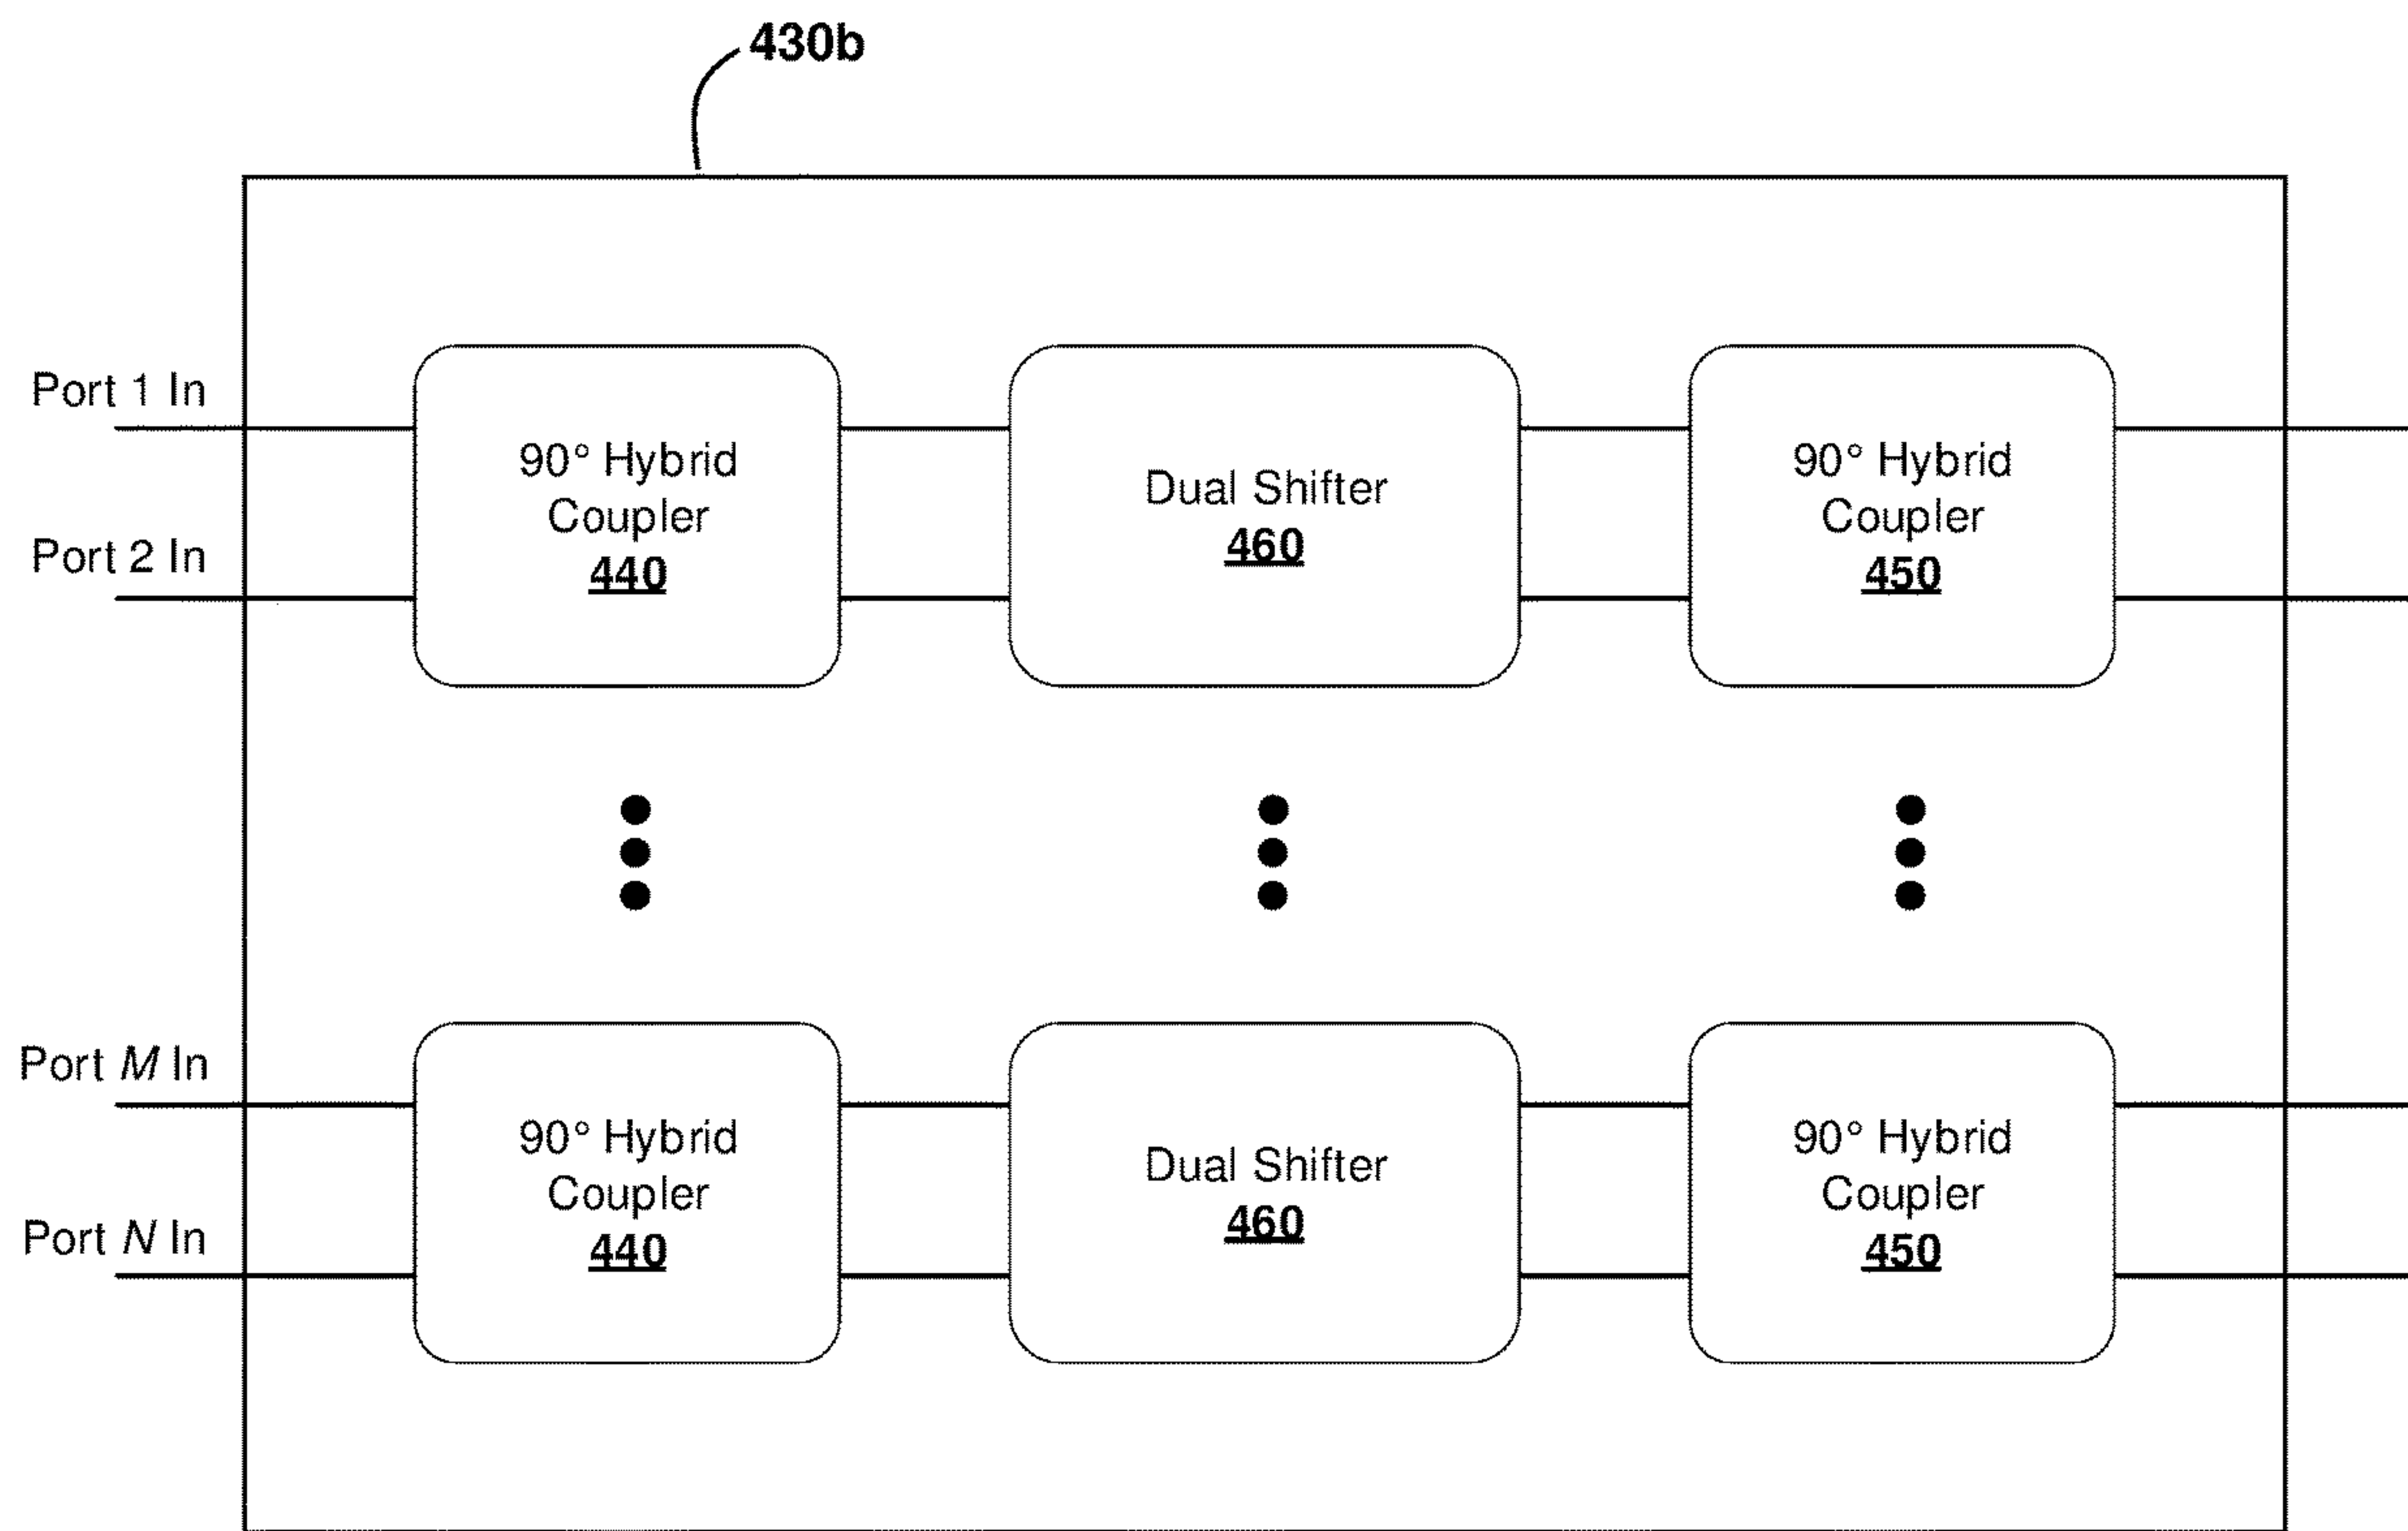 430b
Port 1 In
Port 2 In
90° Hybrid
Coupler
440
Dual Shifter
460
90° Hybrid
Coupler
450
Port M In
Port N In
90° Hybrid
Coupler
440
Dual Shifter
460
90° Hybrid
Coupler
450